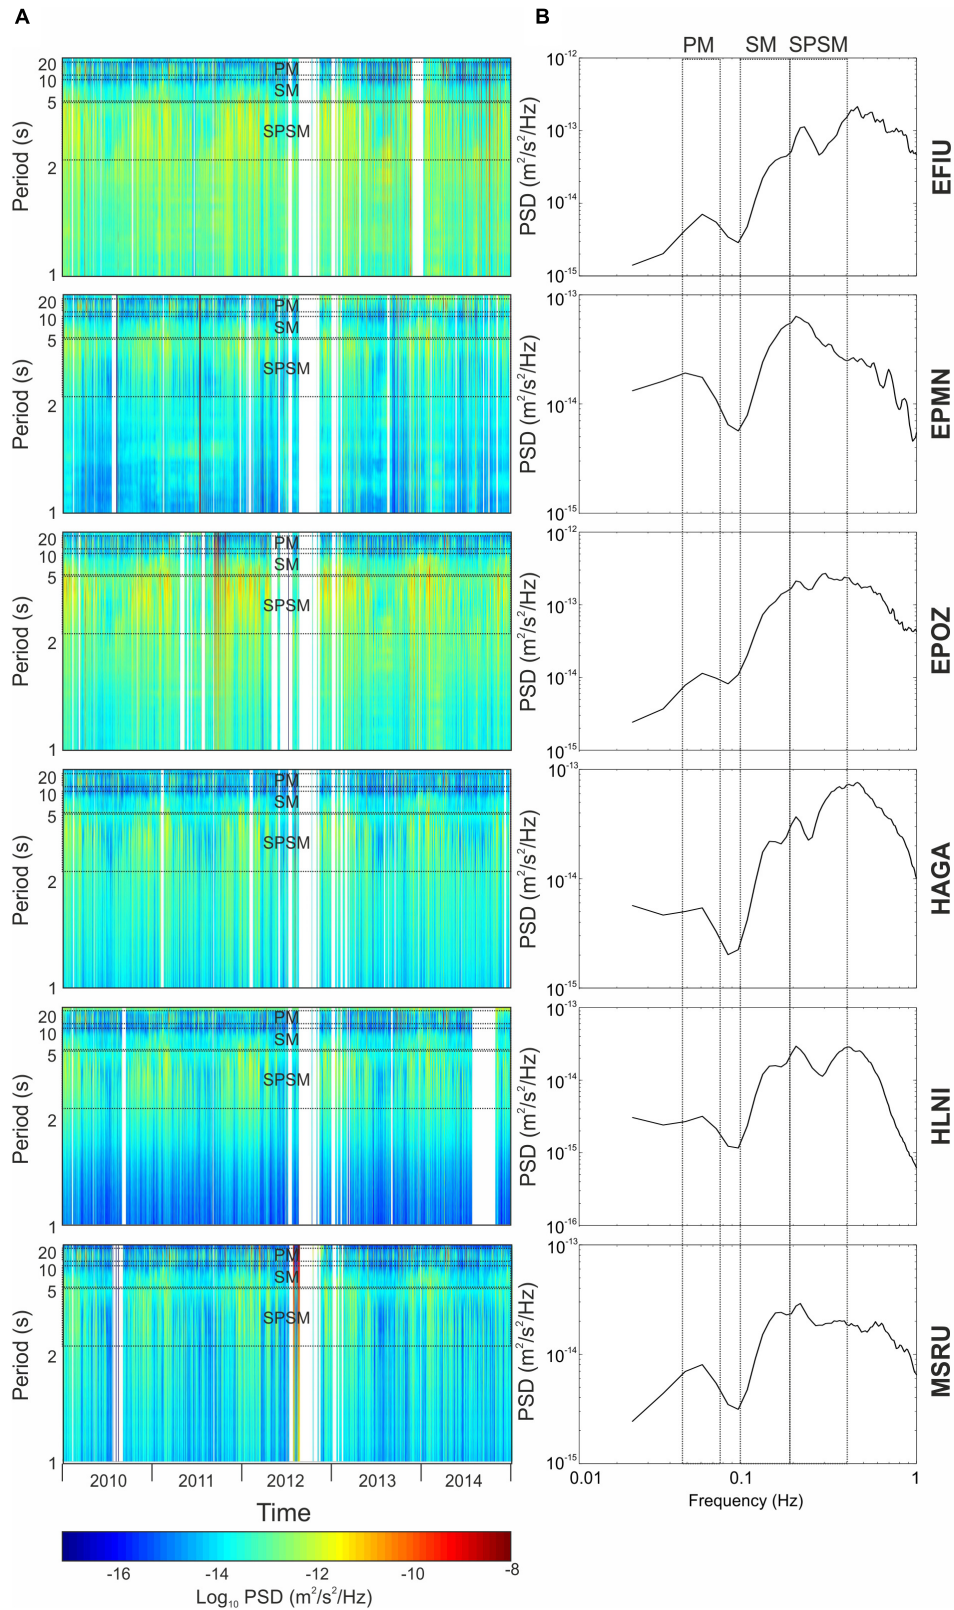 A
B
PM SM SPSM
20
10
5
2
1
Period (s)
PM
SM
SPSM
PSD (m²/s²/Hz)
10⁻¹²
10⁻¹³
10⁻¹⁴
10⁻¹⁵
EFIU
20
10
5
2
1
Period (s)
PM
SM
SPSM
PSD (m²/s²/Hz)
10⁻¹³
10⁻¹⁴
10⁻¹⁵
EPMN
20
10
5
2
1
Period (s)
PM
SM
SPSM
PSD (m²/s²/Hz)
10⁻¹²
10⁻¹³
10⁻¹⁴
10⁻¹⁵
EPOZ
20
10
5
2
1
Period (s)
PM
SM
SPSM
PSD (m²/s²/Hz)
10⁻¹³
10⁻¹⁴
10⁻¹⁵
HAGA
20
10
5
2
1
Period (s)
PM
SM
SPSM
PSD (m²/s²/Hz)
10⁻¹³
10⁻¹⁴
10⁻¹⁵
10⁻¹⁶
HLNI
20
10
5
2
1
Period (s)
PM
SM
SPSM
PSD (m²/s²/Hz)
10⁻¹³
10⁻¹⁴
10⁻¹⁵
MSRU
2010 2011 2012 2013 2014
Time
0.01 0.1 1
Frequency (Hz)
-16 -14 -12 -10 -8
Log₁₀ PSD (m²/s²/Hz)